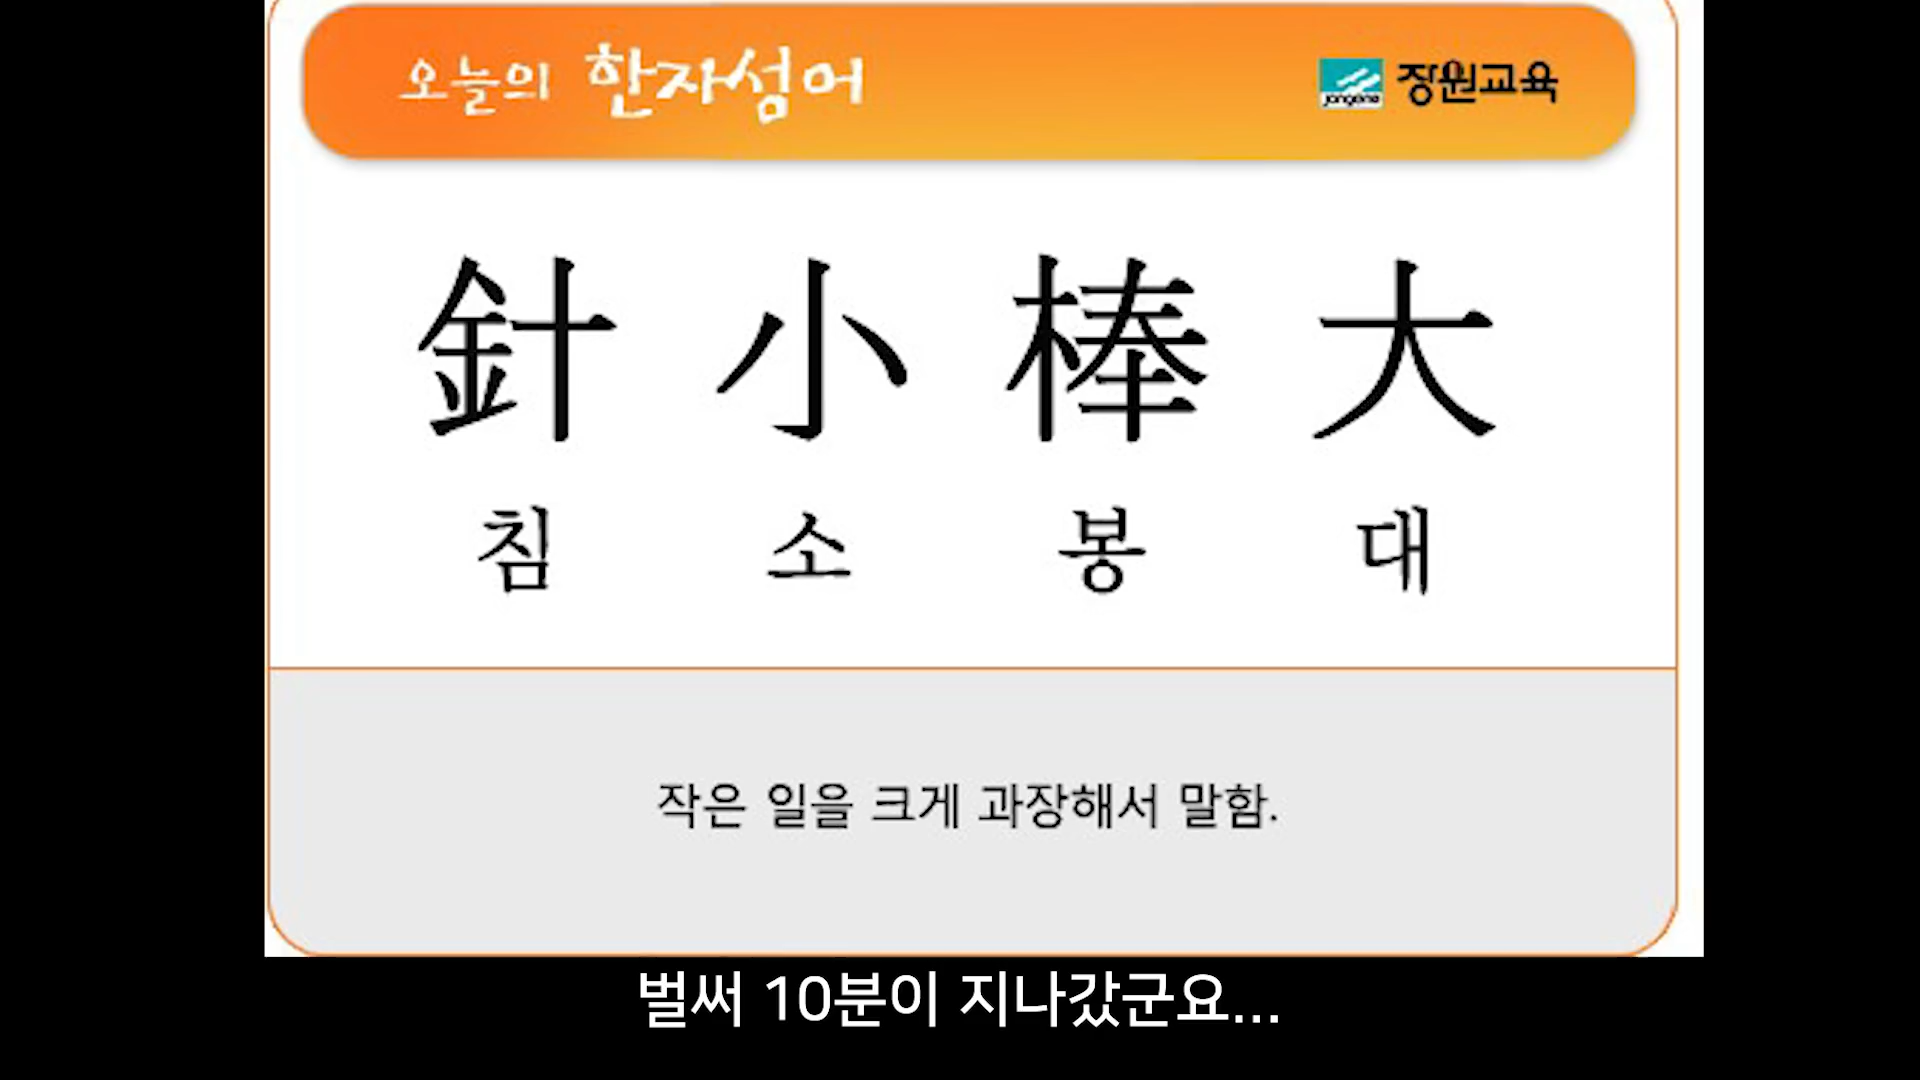 오늘의 한자성어
장원교육
針小棒大
침소봉대
작은 일을 크게 과장해서 말함.
벌써 10분이 지나갔군요...